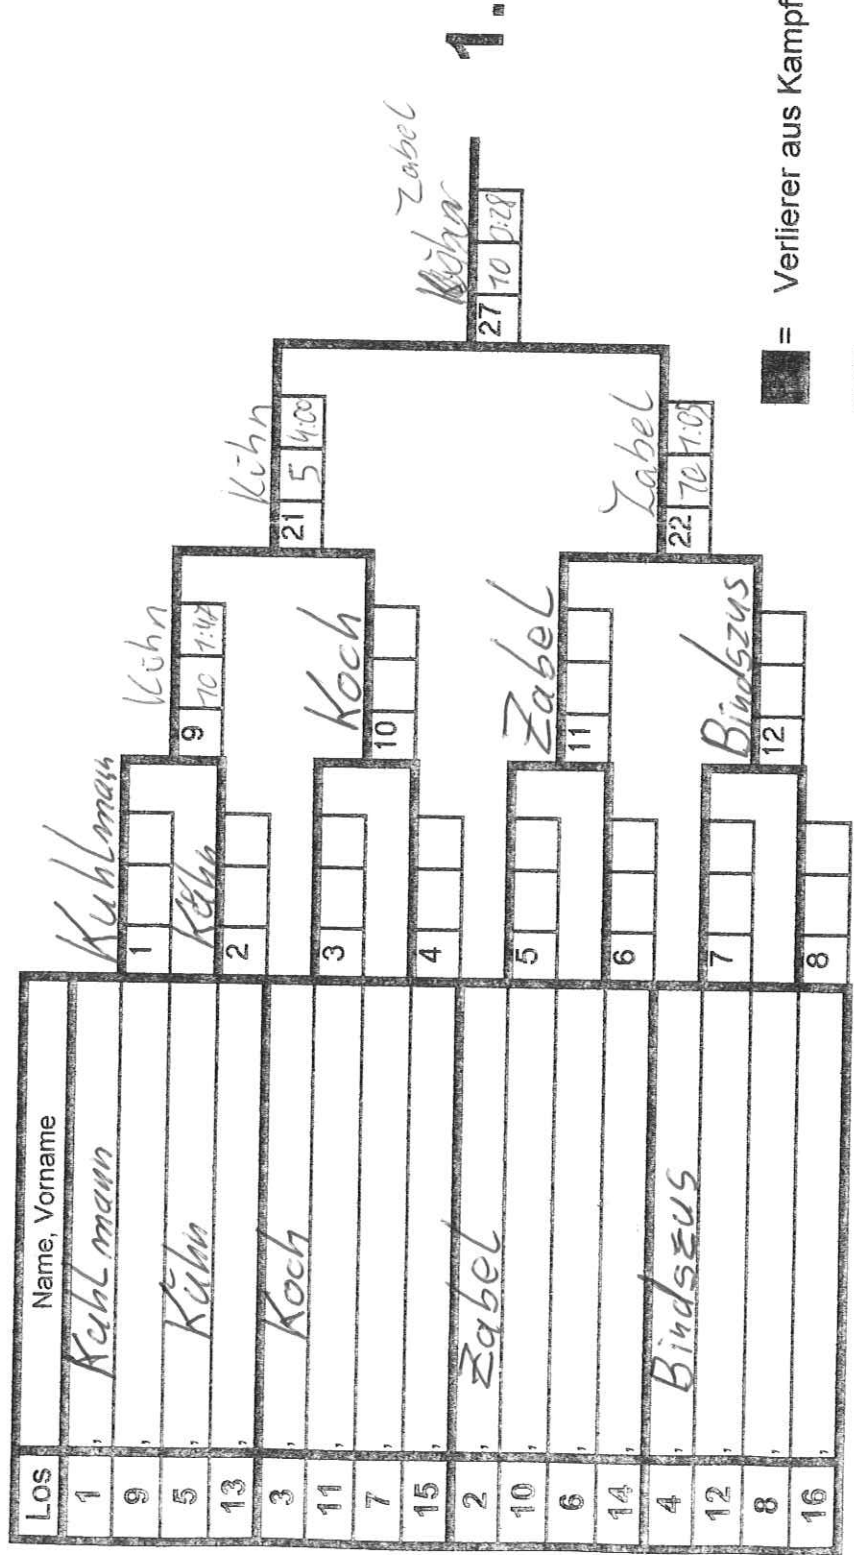 Los Name, Vorname
1 , Kuhlmann
9 ,
5 , Kühn
13 ,
3 , Koch
11 ,
7 ,
15 ,
2 , Zabel
10 ,
6 ,
14 ,
4 , Bindszus
12 ,
8 ,
16 ,
Kuhlmann
1
Kühn
2
3
4
5
6
7
8
Kühn
9 10 1:47
Koch
10
Zabel
11
Bindszus
12
Kühn
21 5 4:00
Zabel
22 10 1:05
Kühn Zabel
27 10 0:28
1.
= Verlierer aus Kampf